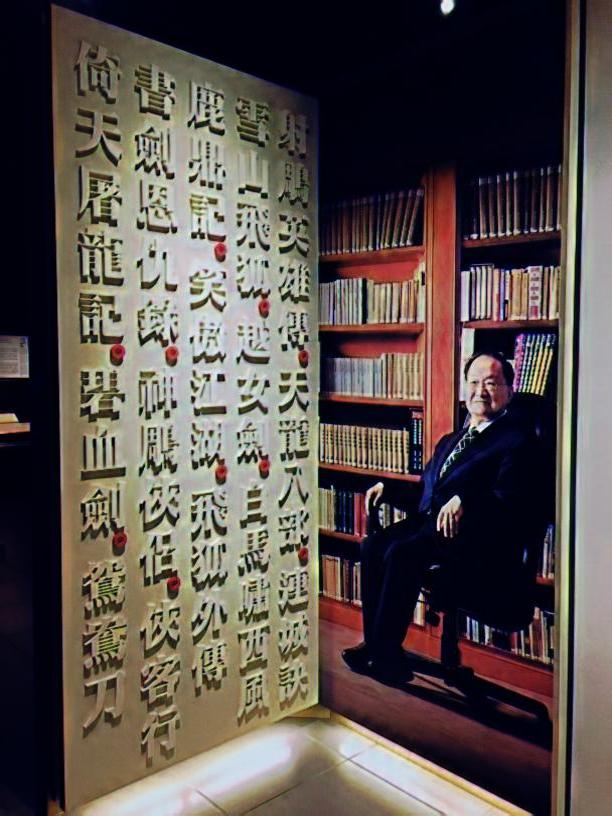 射鵰英雄傳.天龍八部.連城訣
雪山飛狐.越女劍.白馬嘯西風
鹿鼎記.笑傲江湖.飛狐外傳
書劍恩仇錄.神鵰俠侶.俠客行
倚天屠龍記.碧血劍.鴛鴦刀